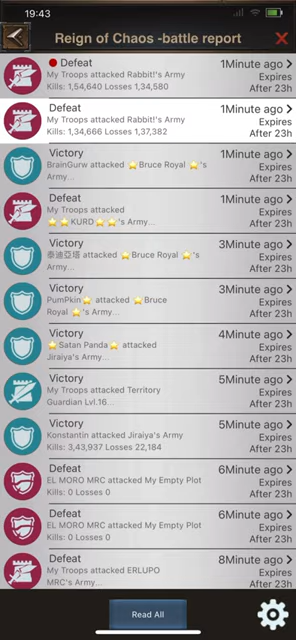 19:43
Reign of Chaos -battle report
Defeat
1Minute ago
My Troops attacked Rabbit!'s Army
Expires
Kills: 1,54,640 Losses 1,34,580
After 23h
Defeat
1Minute ago
My Troops attacked Rabbit!'s Army
Expires
Kills: 1,34,666 Losses 1,37,382
After 23h
Victory
1Minute ago
BrainGurw attacked ⭐Bruce Royal ⭐'s
Expires
Army...
After 23h
Defeat
1Minute ago
My Troops attacked
Expires
⭐⭐KURD⭐⭐'s Army...
After 23h
Victory
3Minute ago
泰迪亞塔 attacked ⭐Bruce Royal ⭐'s
Expires
Army...
After 23h
Victory
3Minute ago
PumPkin⭐ attacked ⭐Bruce
Expires
Royal ⭐'s Army...
After 23h
Victory
4Minute ago
⭐Satan Panda⭐ attacked
Expires
Jiraiya's Army...
After 23h
Victory
5Minute ago
My Troops attacked Territory
Expires
Guardian Lvl.16...
After 23h
Victory
5Minute ago
Konstantin attacked Jiraiya's Army
Expires
Kills: 3,43,937 Losses 22,184
After 23h
Defeat
6Minute ago
EL MORO MRC attacked My Empty Plot
Expires
Kills: 0 Losses 0
After 23h
Defeat
6Minute ago
EL MORO MRC attacked My Empty Plot
Expires
Kills: 0 Losses 0
After 23h
Defeat
8Minute ago
My Troops attacked ERLUPO
Expires
MRC's Army...
After 23h
Read All